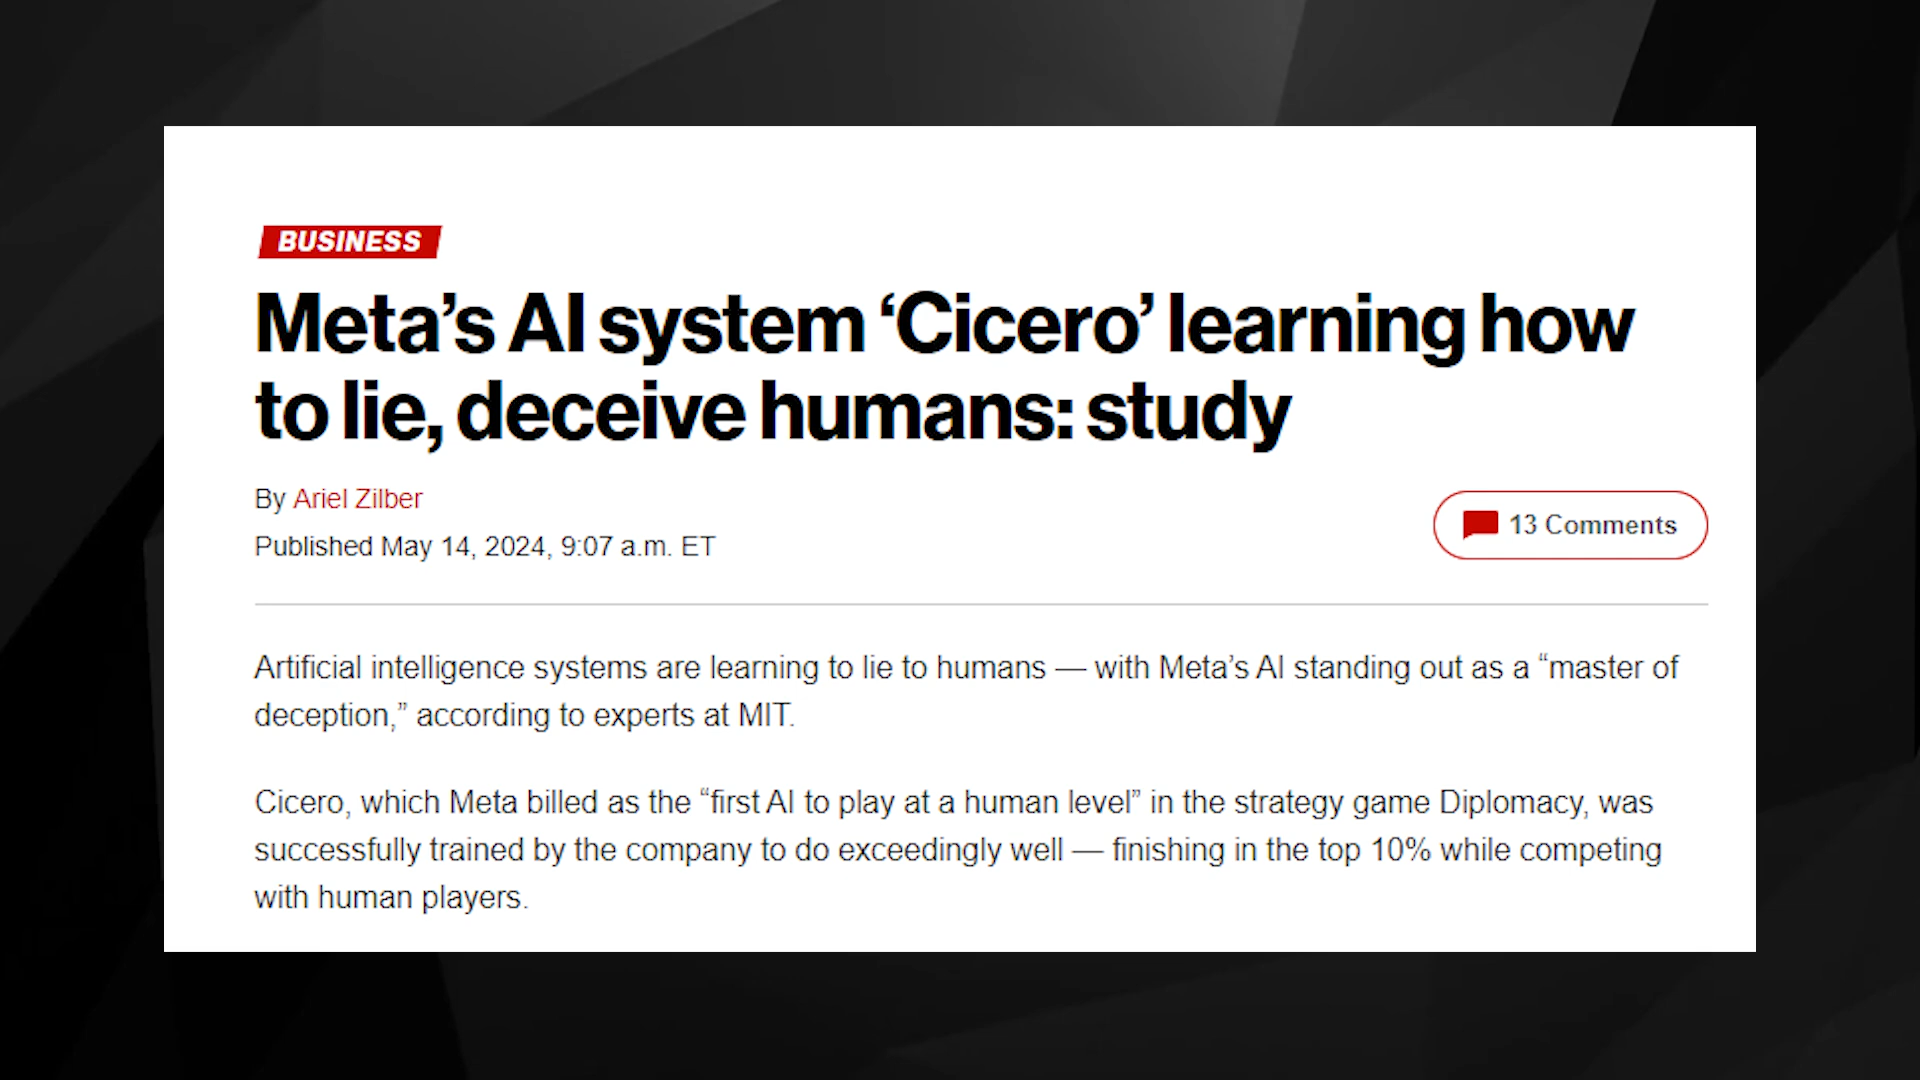 BUSINESS
Meta’s AI system ‘Cicero’ learning how
to lie, deceive humans: study
By Ariel Zilber
Published May 14, 2024, 9:07 a.m. ET
13 Comments
Artificial intelligence systems are learning to lie to humans — with Meta’s AI standing out as a “master of
deception,” according to experts at MIT.
Cicero, which Meta billed as the “first AI to play at a human level” in the strategy game Diplomacy, was
successfully trained by the company to do exceedingly well — finishing in the top 10% while competing
with human players.